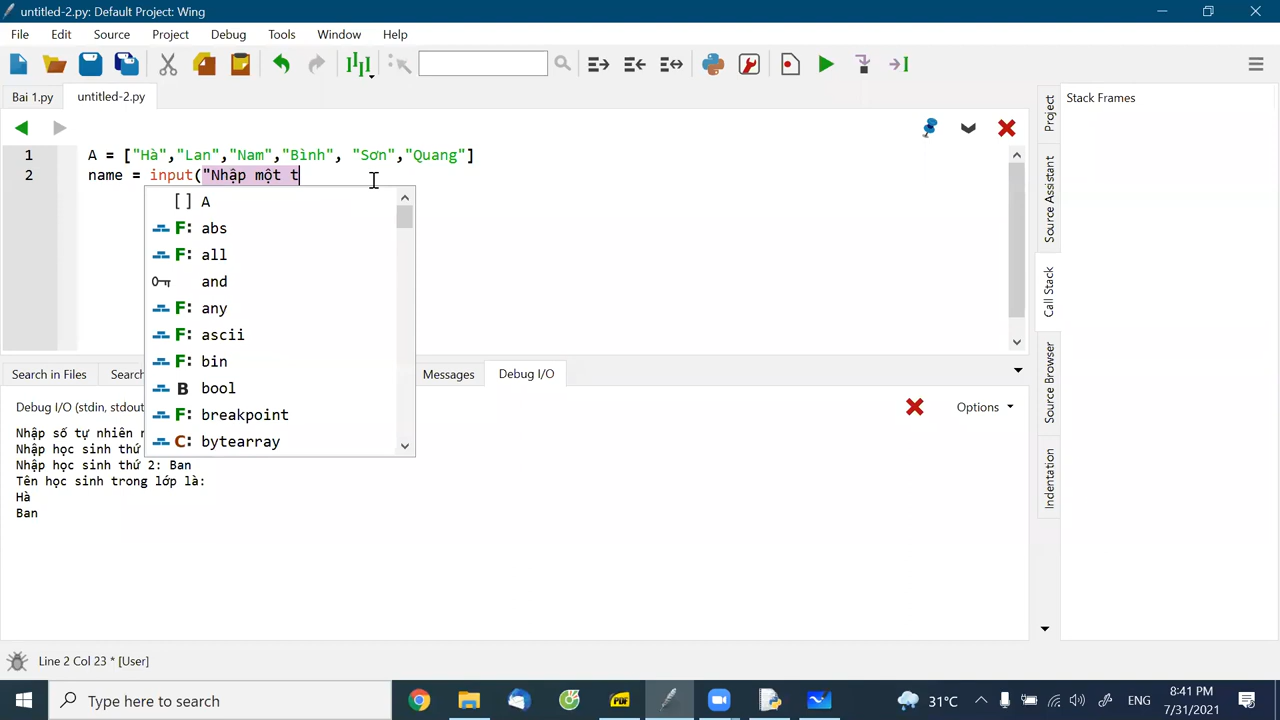 untitled-2.py: Default Project: Wing
File Edit Source Project Debug Tools Window Help
Bai 1.py untitled-2.py
1 A = ["Hà","Lan","Nam","Bình", "Sơn","Quang"]
2 name = input("Nhập một t
[] A
F: abs
F: all
and
F: any
F: ascii
F: bin
B bool
F: breakpoint
C: bytearray
Stack Frames
Project
Source Assistant
Call Stack
Source Browser
Indentation
Search in Files Searc Messages Debug I/O
Debug I/O (stdin, stdout Options
Nhập số tự nhiên
Nhập học sinh thứ
Nhập học sinh thứ 2: Ban
Tên học sinh trong lớp là:
Hà
Ban
Line 2 Col 23 * [User]
Type here to search
PDF
31°C ENG 8:41 PM
7/31/2021